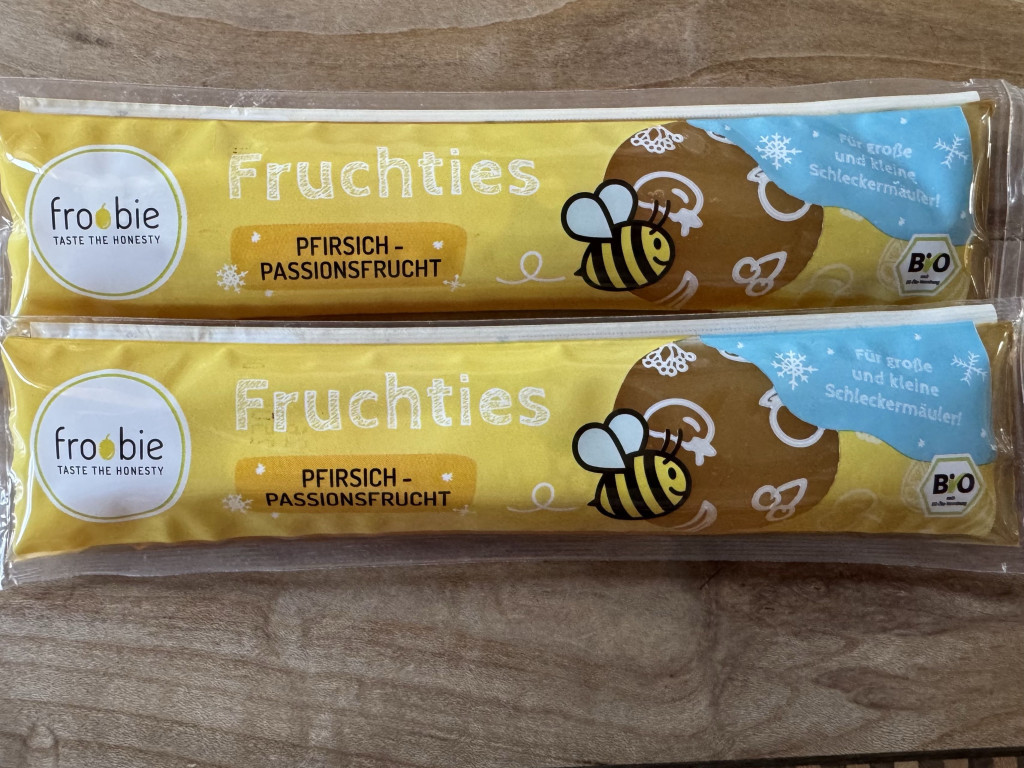 froobie
TASTE THE HONESTY
Fruchties
PFIRSICH -
PASSIONSFRUCHT
Für große
und kleine
Schleckermäuler!
BIO
froobie
TASTE THE HONESTY
Fruchties
PFIRSICH -
PASSIONSFRUCHT
Für große
und kleine
Schleckermäuler!
BIO